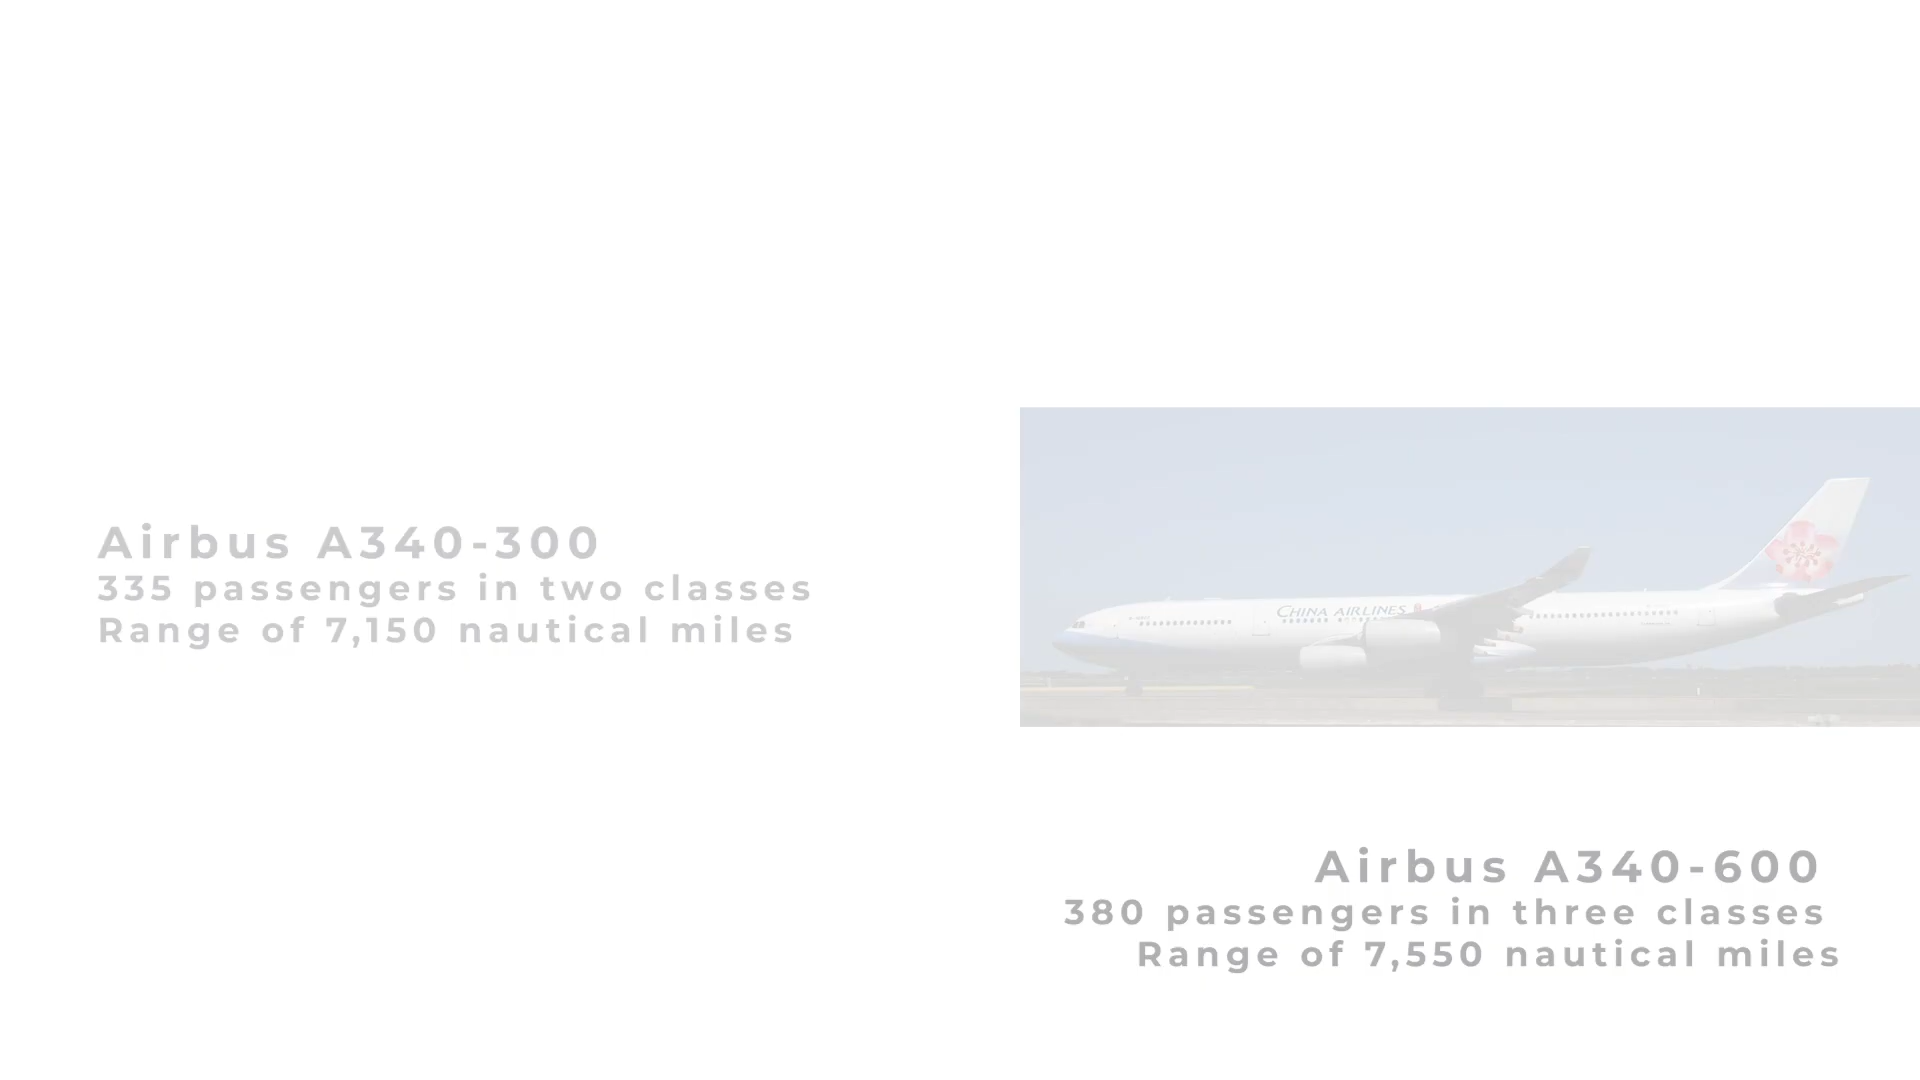 Airbus A340-300
335 passengers in two classes
Range of 7,150 nautical miles
CHINA AIRLINES
Airbus A340-600
380 passengers in three classes
Range of 7,550 nautical miles